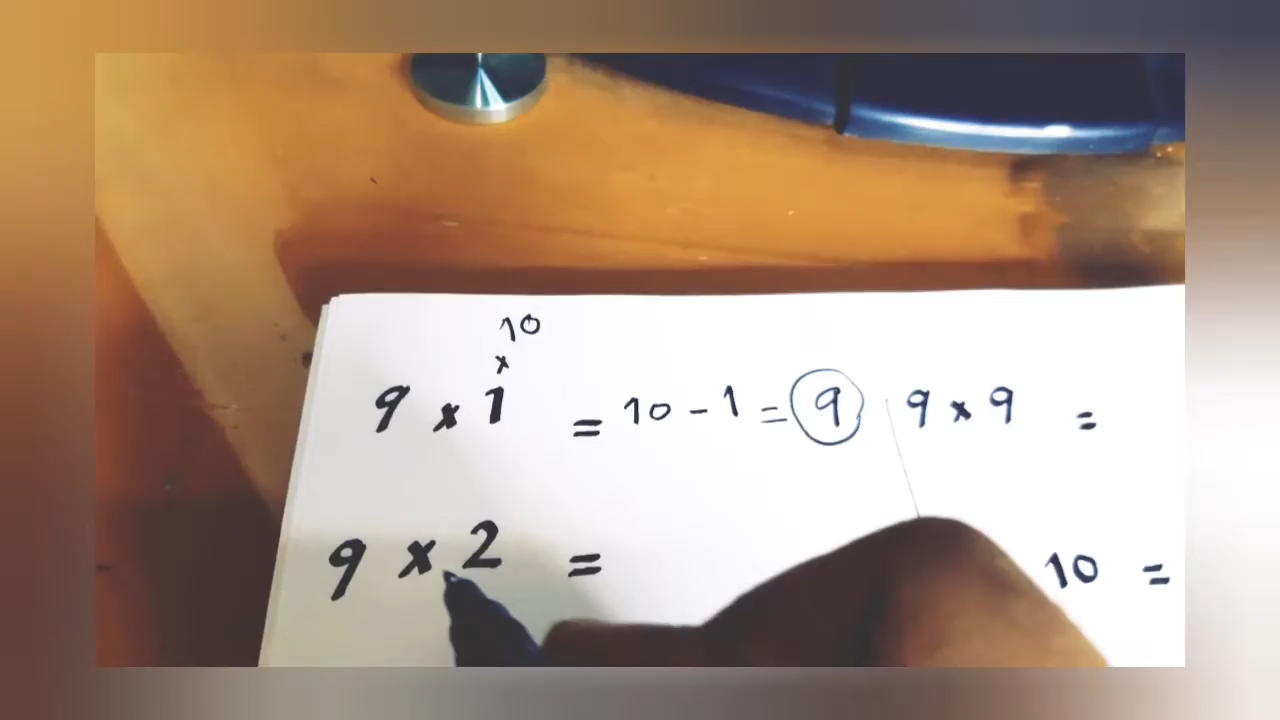 10
×
9 × 1 = 10 - 1 = 9 9 × 9 =
9 × 2 = 10 =